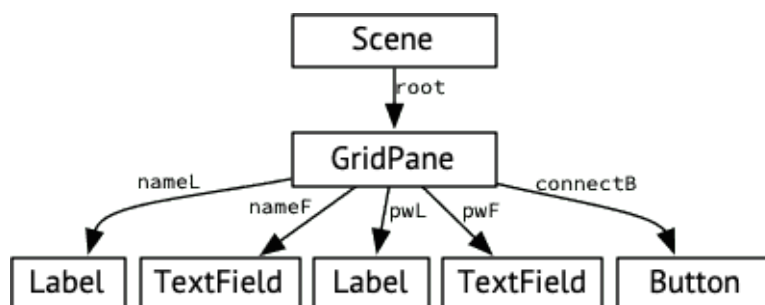 Scene
root
GridPane
nameL
nameF
pwL
pwF
connectB
Label
TextField
Label
TextField
Button